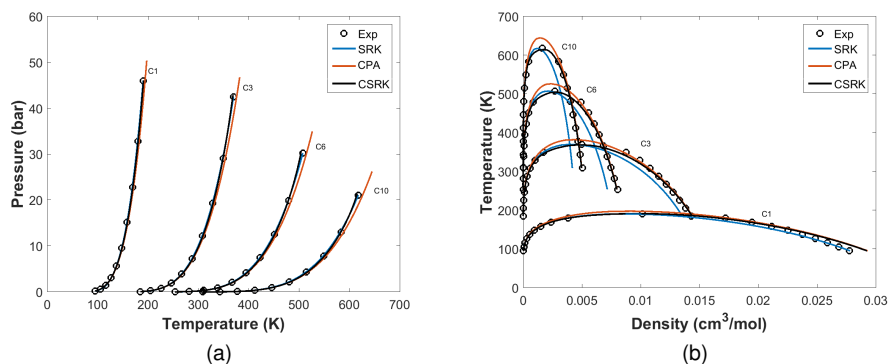 60
50
40
30
20
10
0
Pressure (bar)
0
100
200
300
400
500
600
700
Temperature (K)
C1
C3
C6
C10
Exp
SRK
CPA
CSRK
(a)
700
600
500
400
300
200
100
0
Temperature (K)
0
0.005
0.01
0.015
0.02
0.025
0.03
Density (cm³/mol)
C10
C6
C3
C1
Exp
SRK
CPA
CSRK
(b)